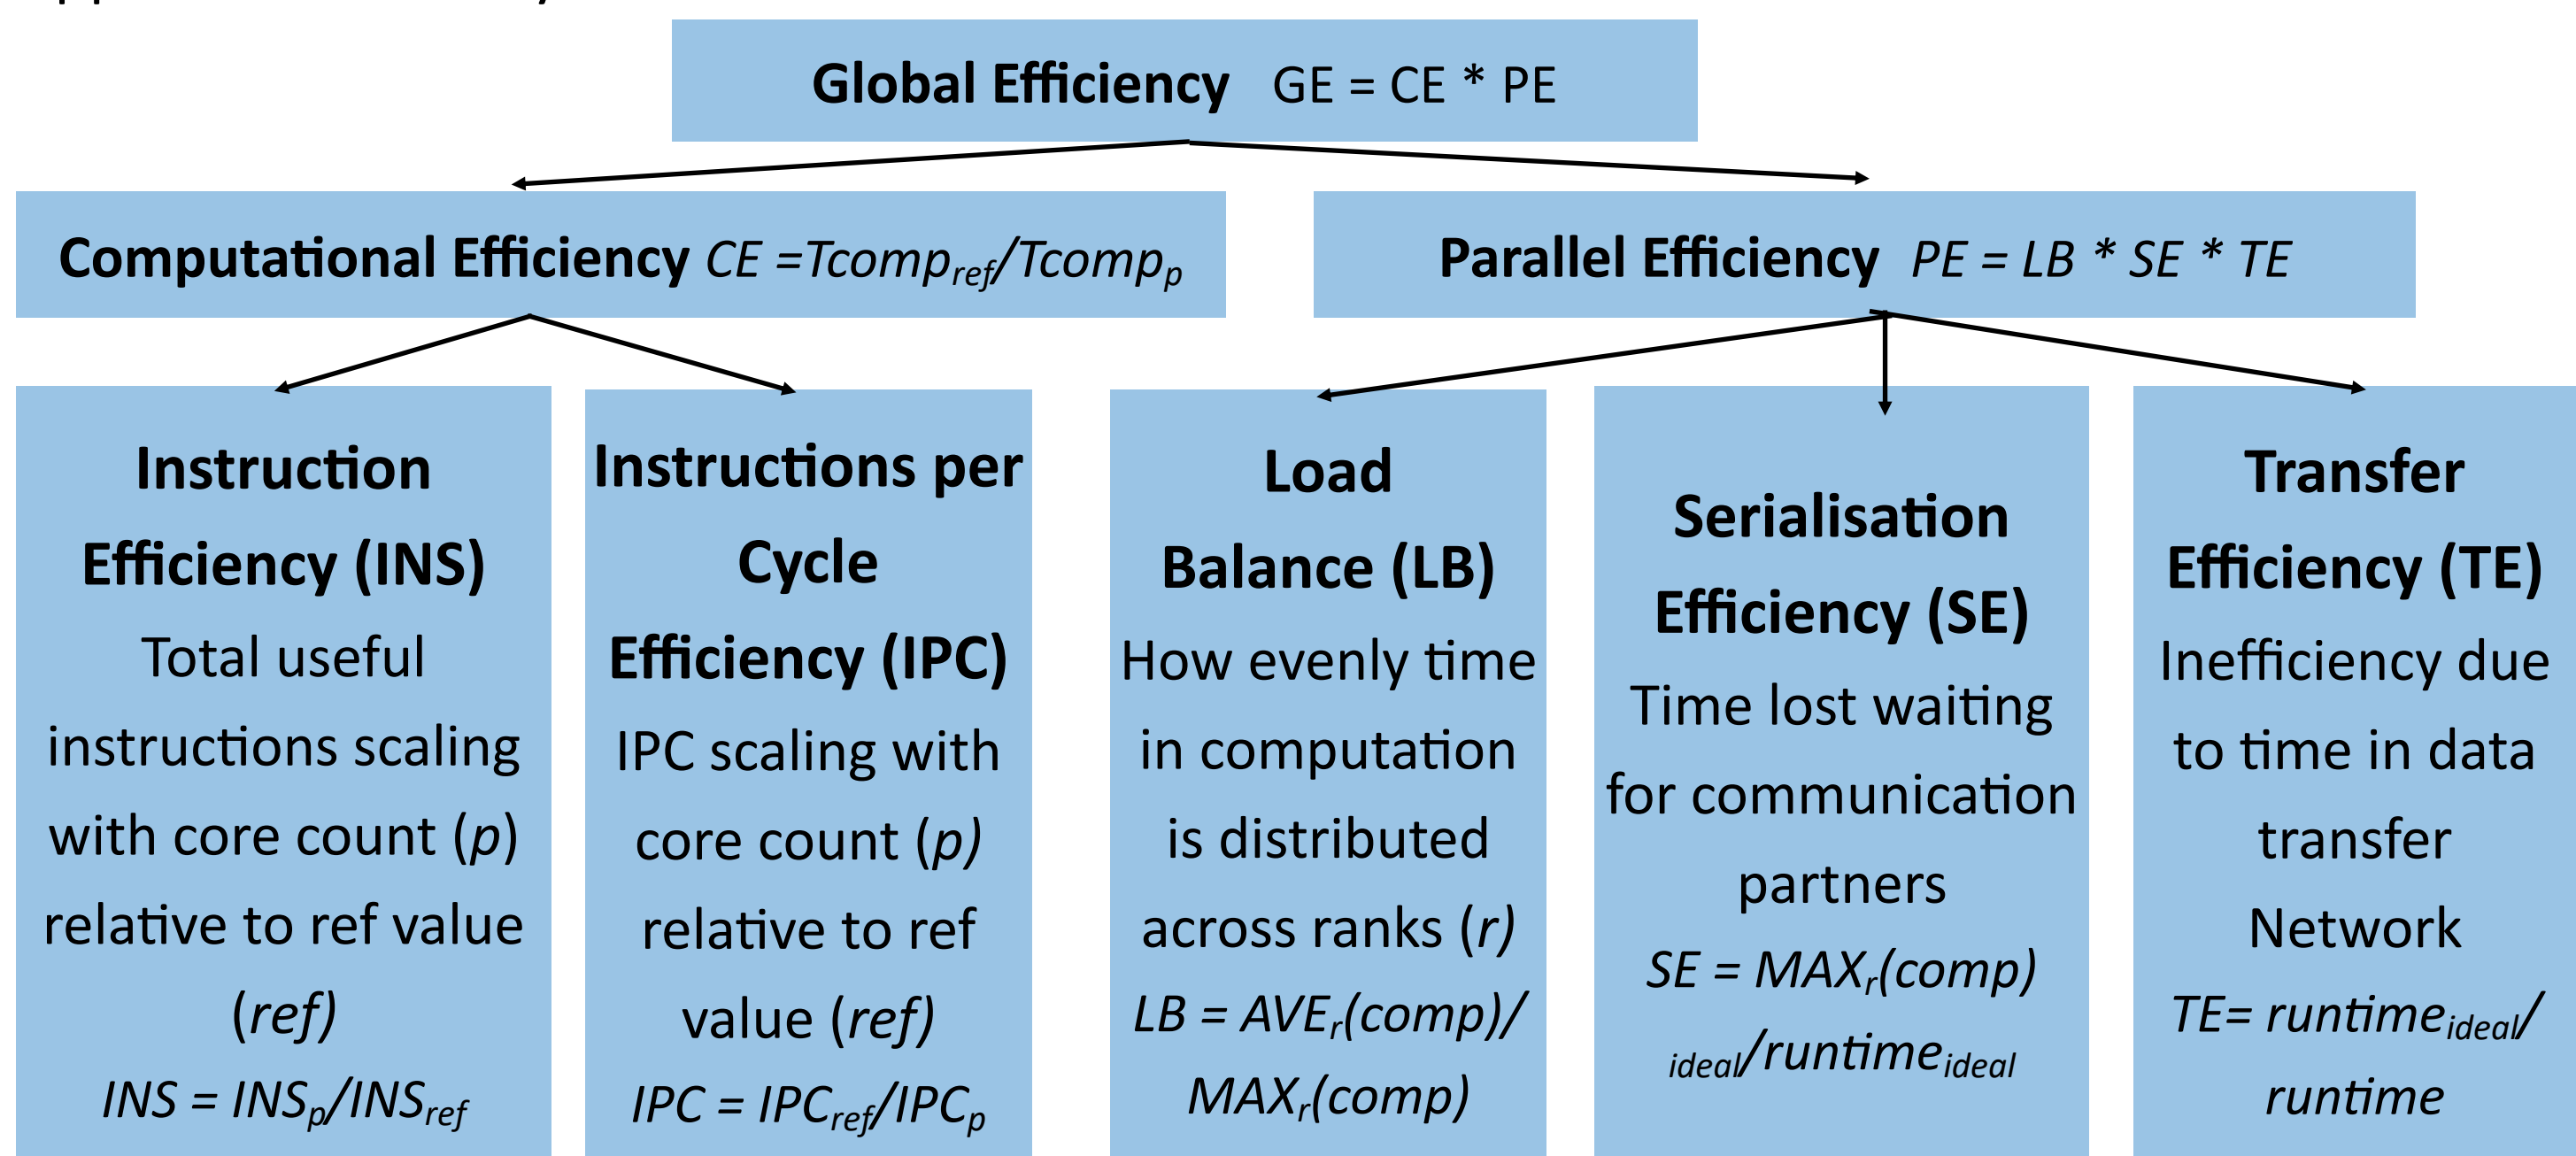 Global Efficiency GE = CE * PE
Computational Efficiency CE =Tcompref/Tcompp
Parallel Efficiency PE = LB * SE * TE
Instruction
Efficiency (INS)
Total useful
instructions scaling
with core count (p)
relative to ref value
(ref)
INS = INSp/INSref
Instructions per
Cycle
Efficiency (IPC)
IPC scaling with
core count (p)
relative to ref
value (ref)
IPC = IPCref/IPCp
Load
Balance (LB)
How evenly time
in computation
is distributed
across ranks (r)
LB = AVEr(comp)/
MAXr(comp)
Serialisation
Efficiency (SE)
Time lost waiting
for communication
partners
SE = MAXr(comp)
ideal/runtimeideal
Transfer
Efficiency (TE)
Inefficiency due
to time in data
transfer
Network
TE= runtimeideal/
runtime